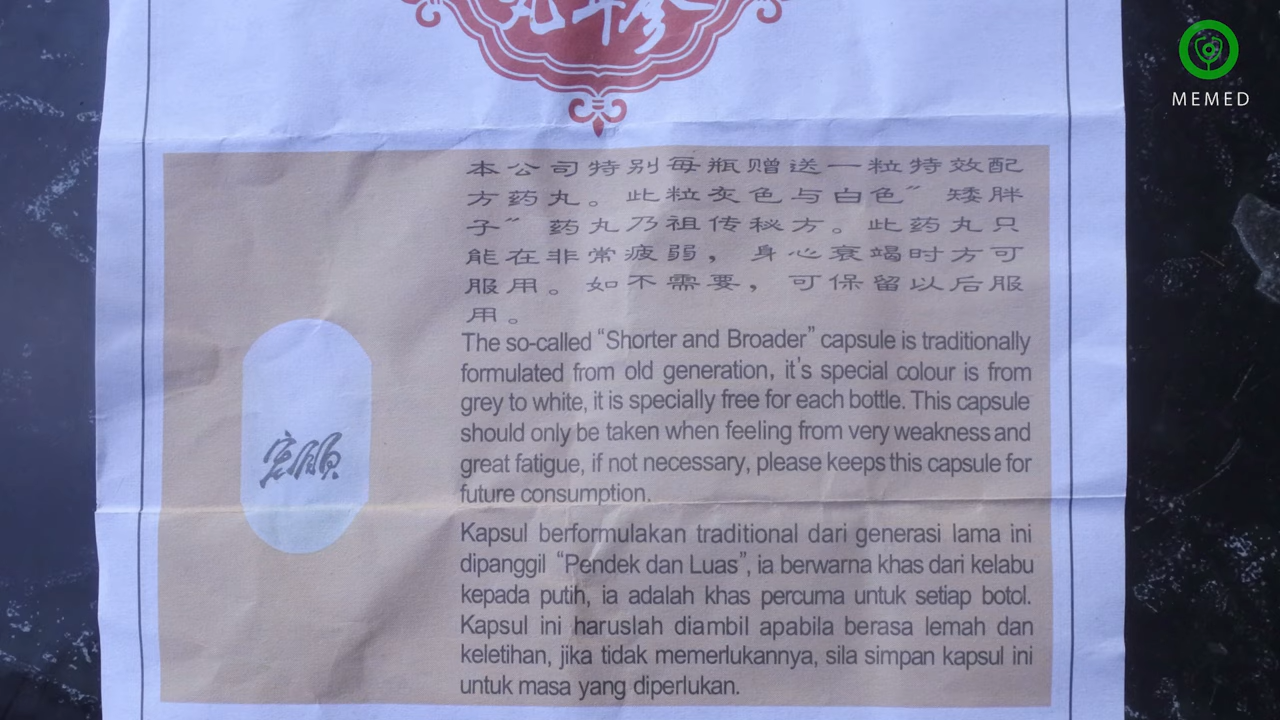 丸茸參
MEMED
本公司特别每瓶赠送一粒特效配
方药丸。此粒灰色与白色“矮胖
子”药丸乃祖传秘方。此药丸只
能在非常疲弱，身心衰竭时方可
服用。如不需要，可保留以后服
用。
The so-called “Shorter and Broader” capsule is traditionally
formulated from old generation, it's special colour is from
grey to white, it is specially free for each bottle. This capsule
should only be taken when feeling from very weakness and
great fatigue, if not necessary, please keeps this capsule for
future consumption.
Kapsul berformulakan traditional dari generasi lama ini
dipanggil “Pendek dan Luas”, ia berwarna khas dari kelabu
kepada putih, ia adalah khas percuma untuk setiap botol.
Kapsul ini haruslah diambil apabila berasa lemah dan
keletihan, jika tidak memerlukannya, sila simpan kapsul ini
untuk masa yang diperlukan.